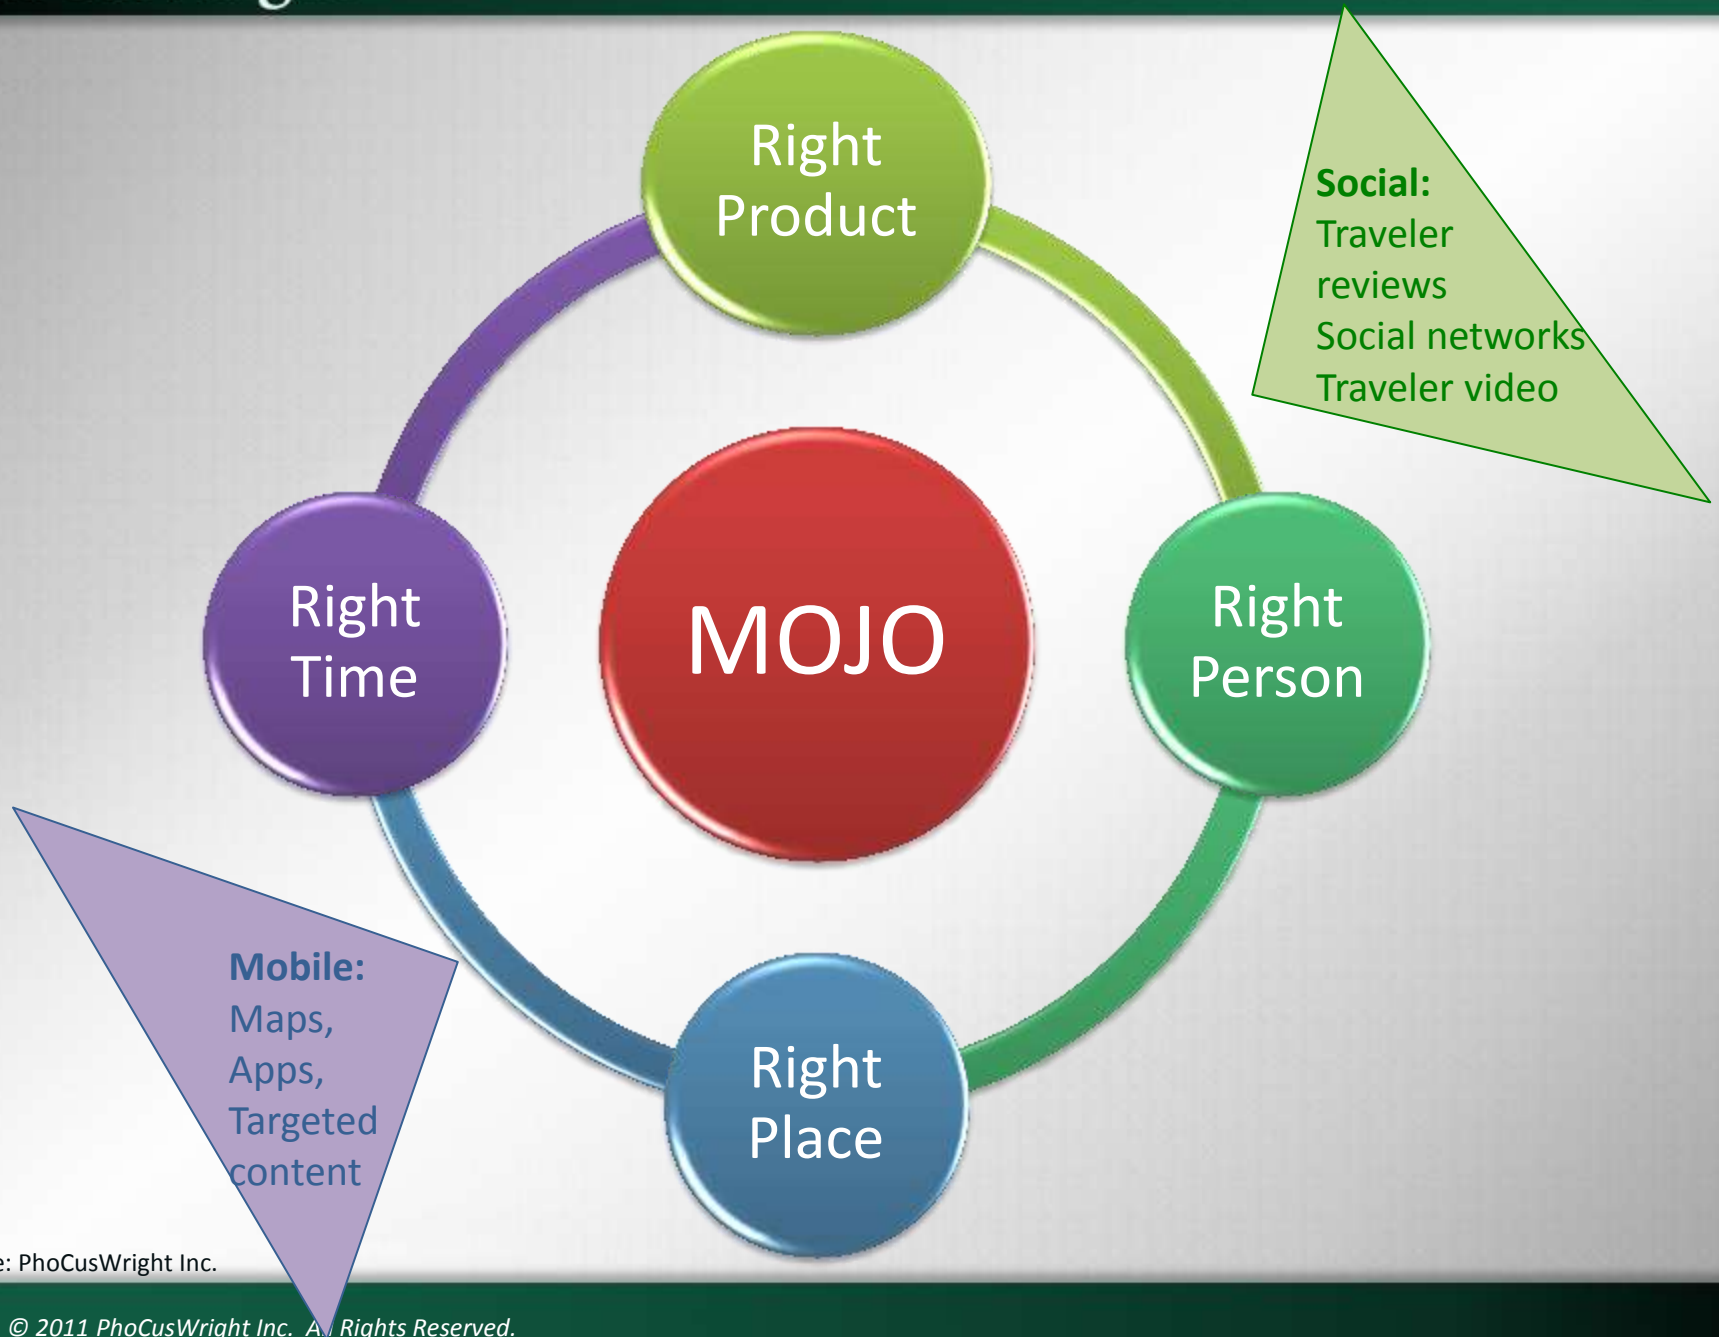 Right
Product
Social:
Traveler
reviews
Social networks
Traveler video
Right
Time
MOJO
Right
Person
Mobile:
Maps,
Apps,
Targeted
content
Right
Place
: PhoCusWright Inc.
© 2011 PhoCusWright Inc. All Rights Reserved.